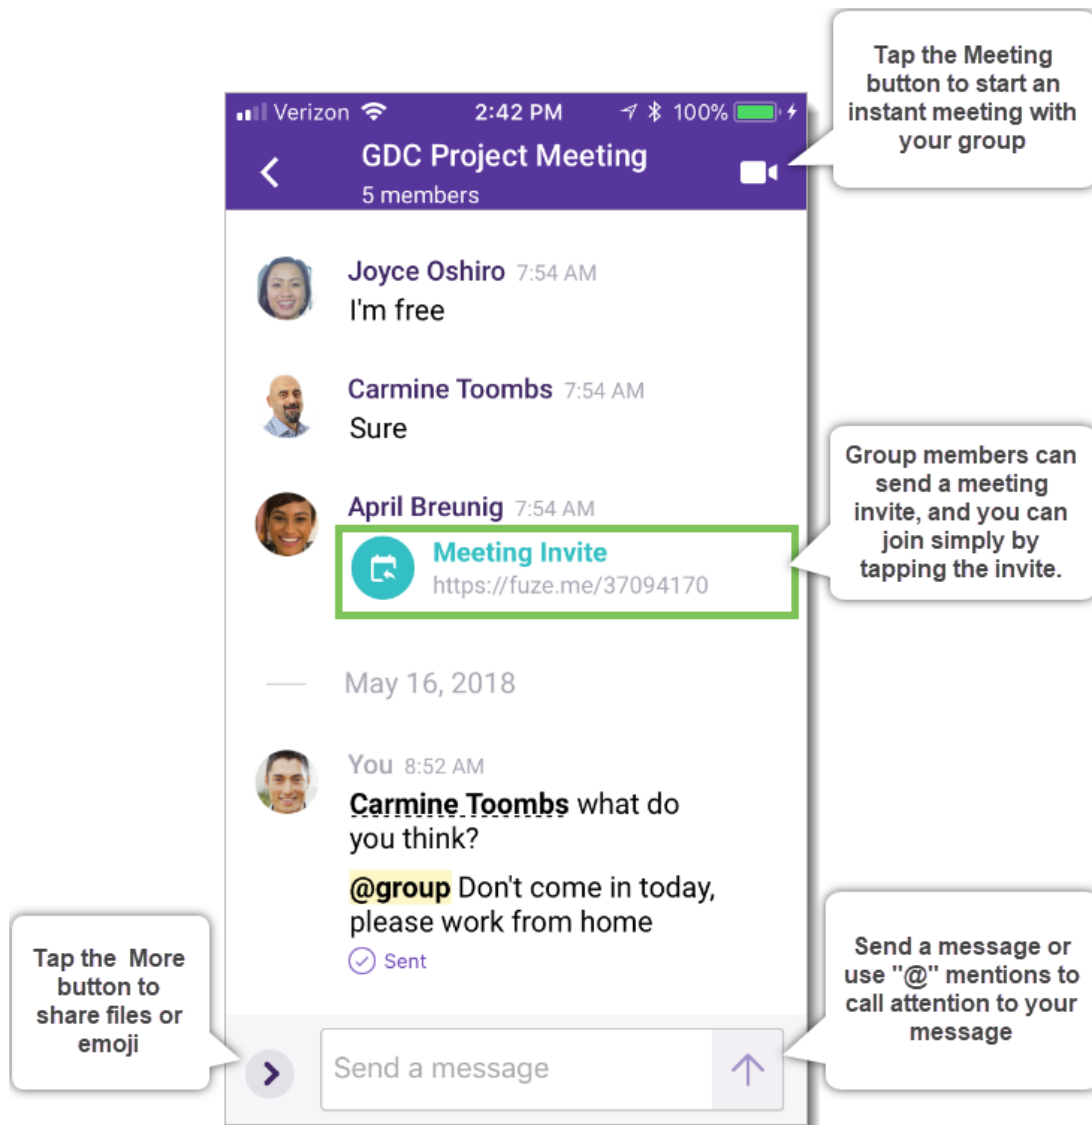 Tap the Meeting
button to start an
instant meeting with
your group
Verizon 2:42 PM 100%
GDC Project Meeting
5 members
Joyce Oshiro 7:54 AM
I'm free
Carmine Toombs 7:54 AM
Sure
Group members can
send a meeting
invite, and you can
join simply by
tapping the invite.
April Breunig 7:54 AM
Meeting Invite
https://fuze.me/37094170
May 16, 2018
You 8:52 AM
Carmine Toombs what do
you think?
@group Don't come in today,
please work from home
Sent
Tap the More
button to
share files or
emoji
Send a message or
use "@" mentions to
call attention to your
message
Send a message